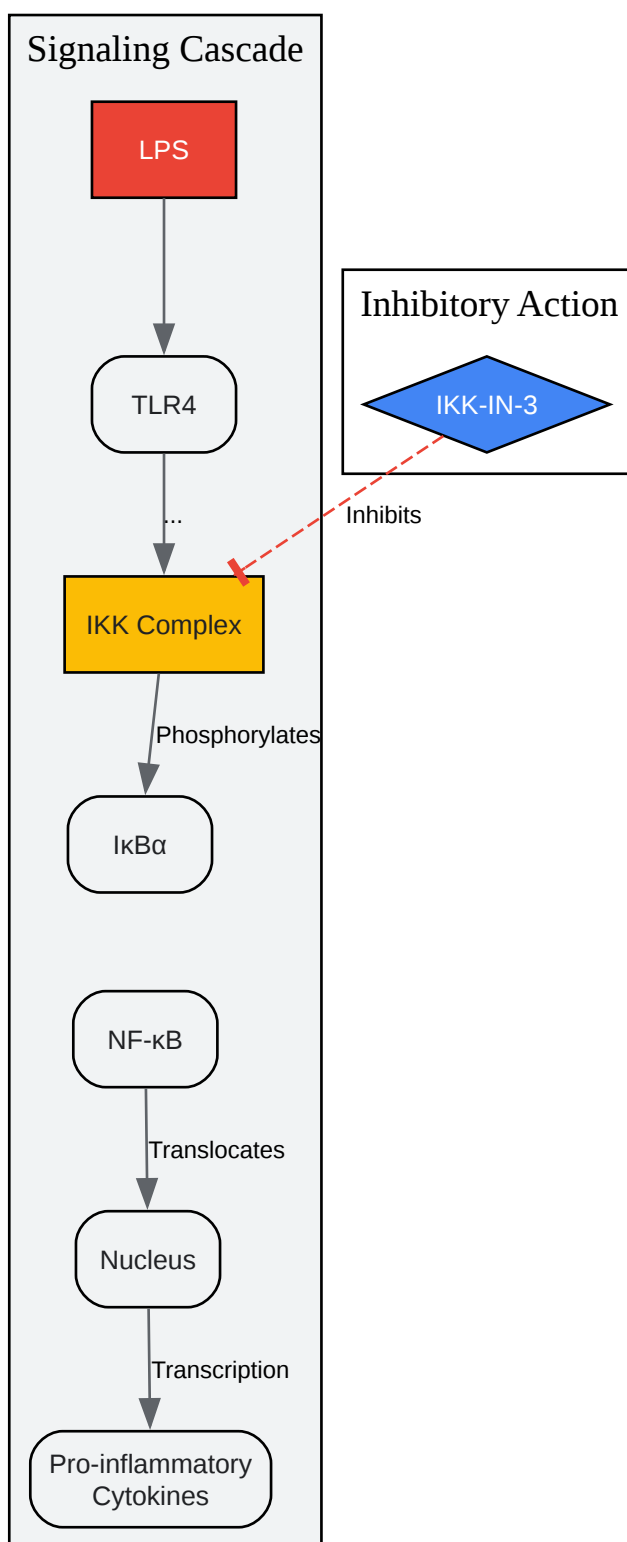 Signaling Cascade
LPS
Inhibitory Action
TLR4
IKK-IN-3
...
Inhibits
IKK Complex
Phosphorylates
IκBα
NF-κB
Translocates
Nucleus
Transcription
Pro-inflammatory
Cytokines